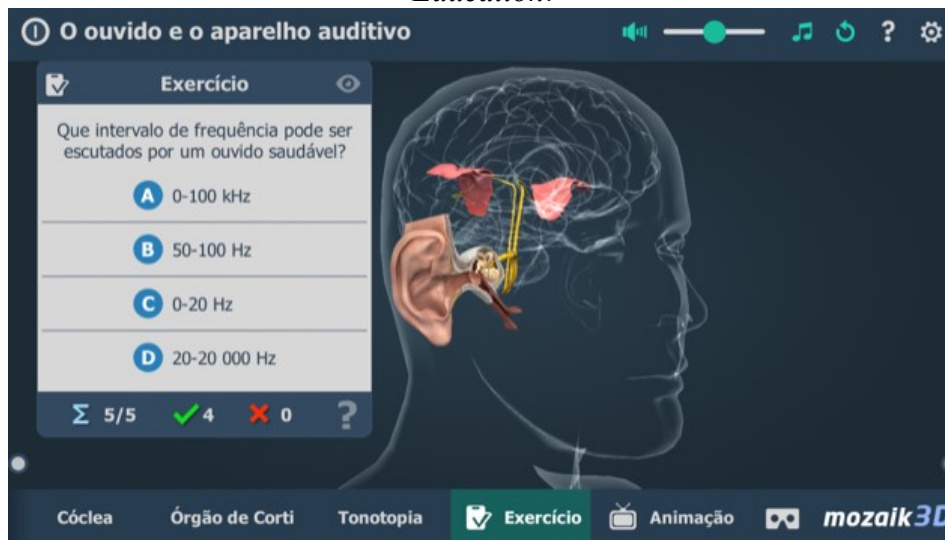 O ouvido e o aparelho auditivo
?
Exercício
Que intervalo de frequência pode ser
escutados por um ouvido saudável?
A 0-100 kHz
B 50-100 Hz
C 0-20 Hz
D 20-20 000 Hz
Σ 5/5 4 0 ?
Cóclea Órgão de Corti Tonotopia Exercício Animação mozaik3D